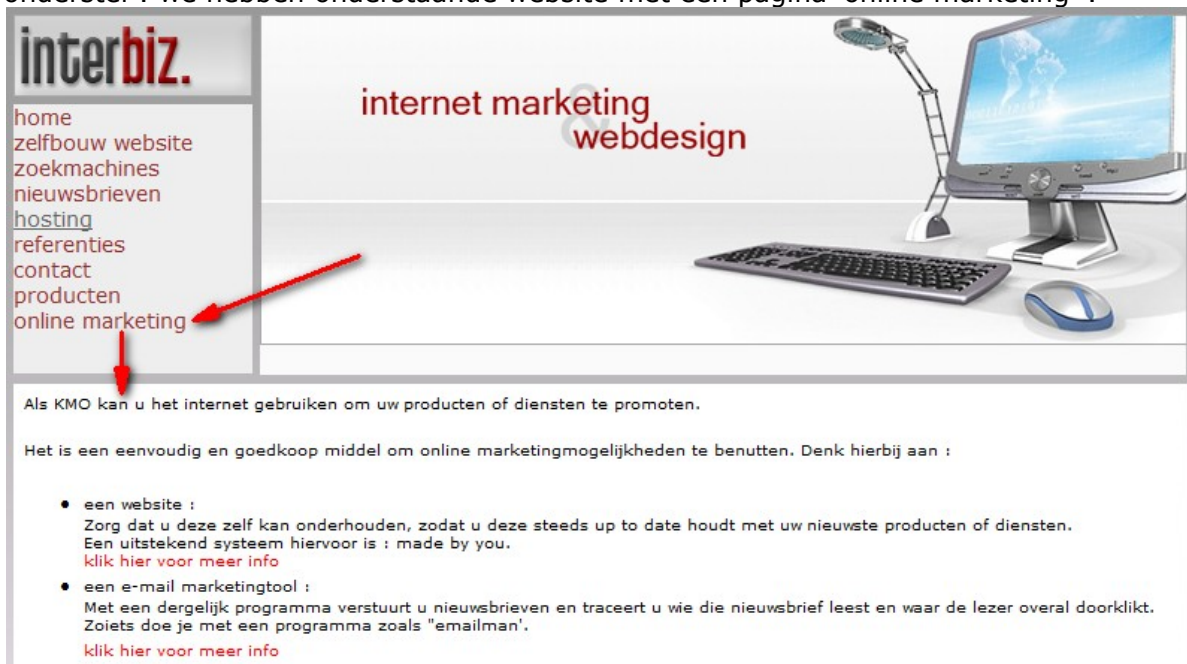 onderstel : we hebben onderstaande website met een pagina 'online marketing' :
interbiz.
home
zelfbouw website
zoekmachines
nieuwsbrieven
hosting
referenties
contact
producten
online marketing
internet marketing
&
webdesign
Als KMO kan u het internet gebruiken om uw producten of diensten te promoten.
Het is een eenvoudig en goedkoop middel om online marketingmogelijkheden te benutten. Denk hierbij aan :
• een website :
Zorg dat u deze zelf kan onderhouden, zodat u deze steeds up to date houdt met uw nieuwste producten of diensten.
Een uitstekend systeem hiervoor is : made by you.
klik hier voor meer info
• een e-mail marketingtool :
Met een dergelijk programma verstuurt u nieuwsbrieven en traceert u wie die nieuwsbrief leest en waar de lezer overal doorklikt.
Zoiets doe je met een programma zoals "emailman'.
klik hier voor meer info